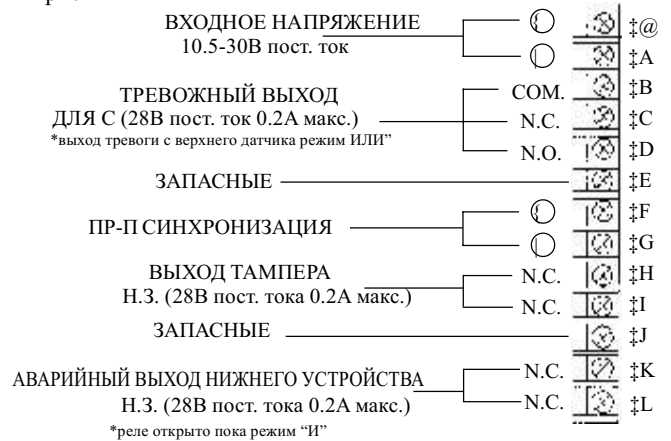 ВХОДНОЕ НАПРЯЖЕНИЕ
10.5-30В пост. ток
‡@
‡A
ТРЕВОЖНЫЙ ВЫХОД
ДЛЯ С (28В пост. ток 0.2А макс.)
*выход тревоги с верхнего датчика режим ИЛИ”
COM. ‡B
N.C. ‡C
N.O. ‡D
ЗАПАСНЫЕ ‡E
ПР-П СИНХРОНИЗАЦИЯ
‡F
‡G
ВЫХОД ТАМПЕРА
Н.З. (28В пост. тока 0.2А макс.)
N.C. ‡H
N.C. ‡I
ЗАПАСНЫЕ ‡J
АВАРИЙНЫЙ ВЫХОД НИЖНЕГО УСТРОЙСТВА
Н.З. (28В пост. тока 0.2А макс.)
*реле открыто пока режим “И”
N.C. ‡K
N.C. ‡L